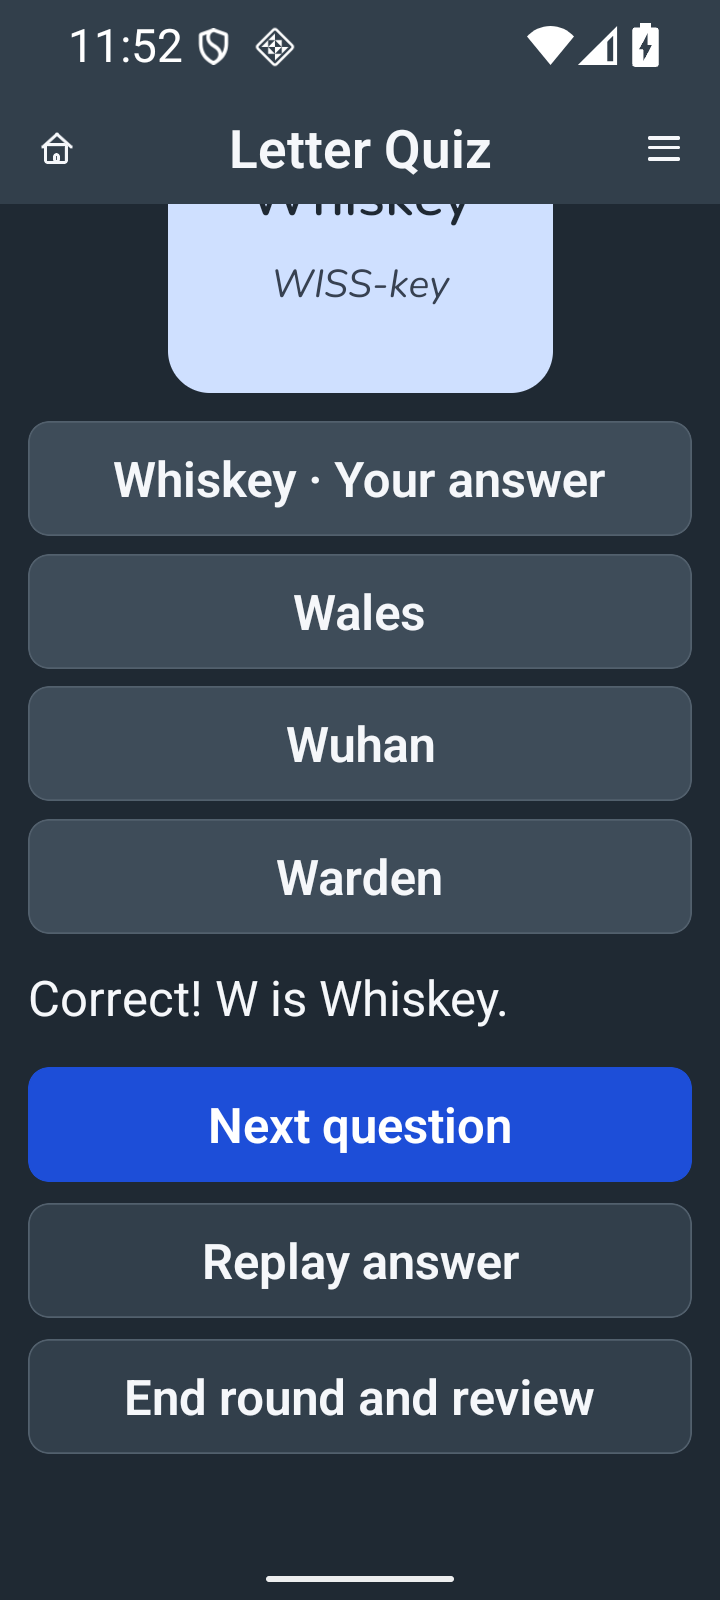 11:52
Letter Quiz
Whiskey
WISS-key
Whiskey · Your answer
Wales
Wuhan
Warden
Correct! W is Whiskey.
Next question
Replay answer
End round and review